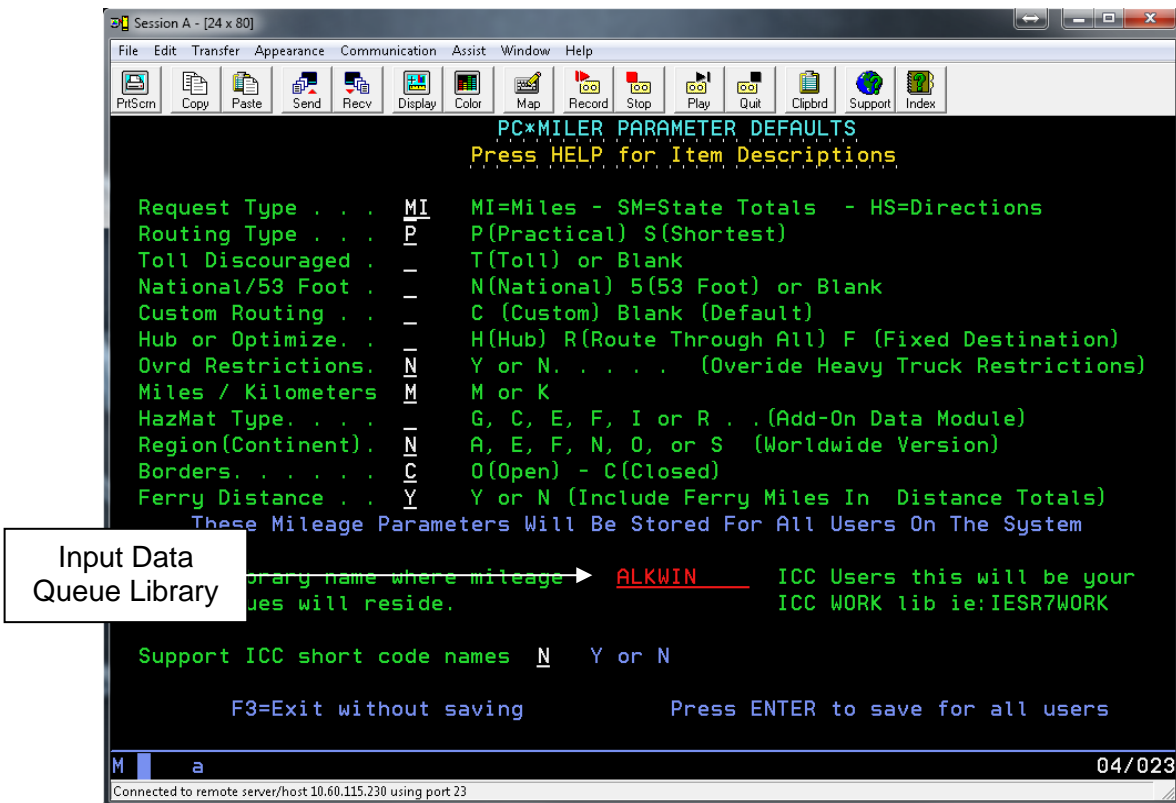 Session A - [24 x 80]
File Edit Transfer Appearance Communication Assist Window Help
PrtScrn Copy Paste Send Recv Display Color Map Record Stop Play Quit Clipbrd Support Index
PC*MILER PARAMETER DEFAULTS
Press HELP for Item Descriptions
Request Type . . . MI MI=Miles - SM=State Totals - HS=Directions
Routing Type . . . P P(Practical) S(Shortest)
Toll Discouraged . _ T(Toll) or Blank
National/53 Foot . _ N(National) 5(53 Foot) or Blank
Custom Routing . . _ C (Custom) Blank (Default)
Hub or Optimize. . _ H(Hub) R(Route Through All) F (Fixed Destination)
Ovrd Restrictions. N Y or N. . . . . (Overide Heavy Truck Restrictions)
Miles / Kilometers M M or K
HazMat Type. . . . _ G, C, E, F, I or R . .(Add-On Data Module)
Region(Continent). N A, E, F, N, O, or S (Worldwide Version)
Borders. . . . . . C O(Open) - C(Closed)
Ferry Distance . . Y Y or N (Include Ferry Miles In Distance Totals)
These Mileage Parameters Will Be Stored For All Users On The System
Input Data
Queue Library
name where mileage ALKWIN ICC Users this will be your
will reside. ICC WORK lib ie:IESR7WORK
Support ICC short code names N Y or N
F3=Exit without saving Press ENTER to save for all users
M a 04/023
Connected to remote server/host 10.60.115.230 using port 23